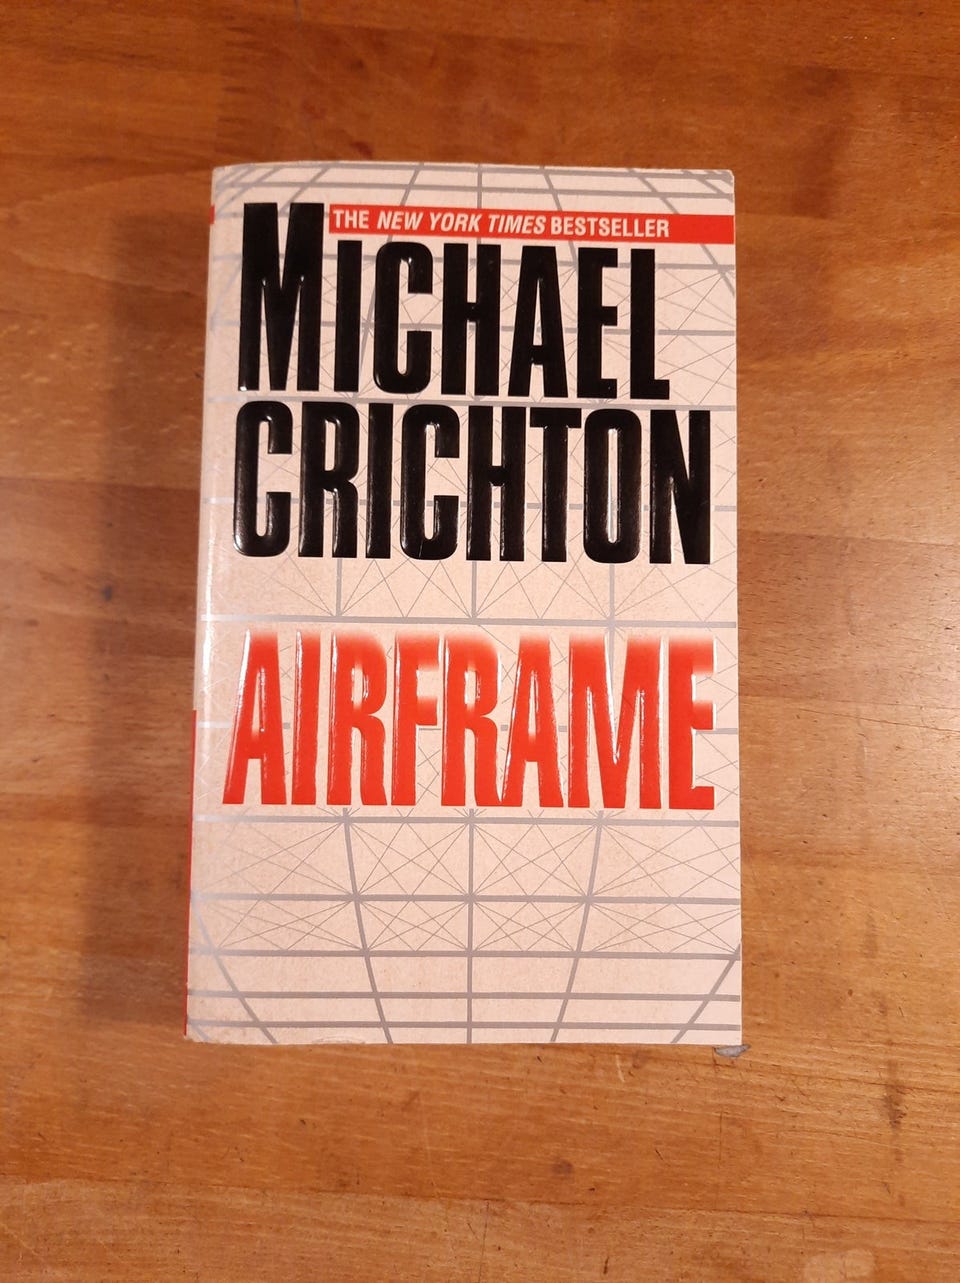 THE NEW YORK TIMES BESTSELLER
MICHAEL
CRICHTON
AIRFRAME